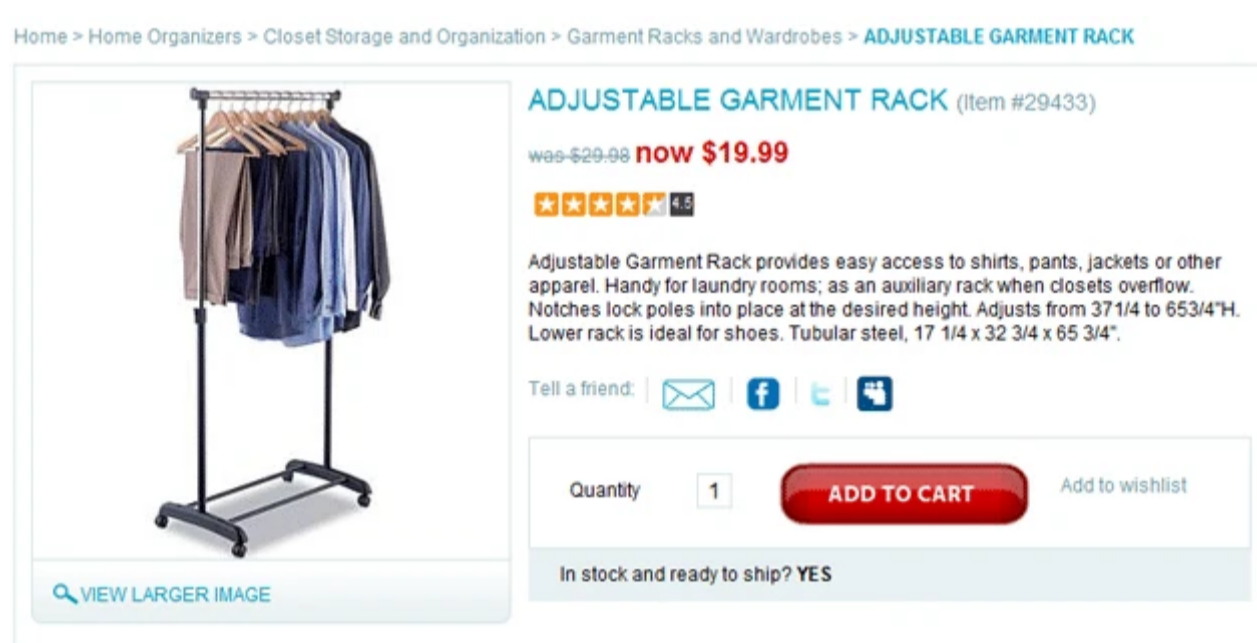 Home > Home Organizers > Closet Storage and Organization > Garment Racks and Wardrobes > ADJUSTABLE GARMENT RACK
ADJUSTABLE GARMENT RACK (Item #29433)
was $29.98 now $19.99
4.5
Adjustable Garment Rack provides easy access to shirts, pants, jackets or other
apparel. Handy for laundry rooms; as an auxiliary rack when closets overflow.
Notches lock poles into place at the desired height. Adjusts from 371/4 to 653/4"H.
Lower rack is ideal for shoes. Tubular steel, 17 1/4 x 32 3/4 x 65 3/4".
Tell a friend:
Quantity 1 ADD TO CART Add to wishlist
In stock and ready to ship? YES
VIEW LARGER IMAGE